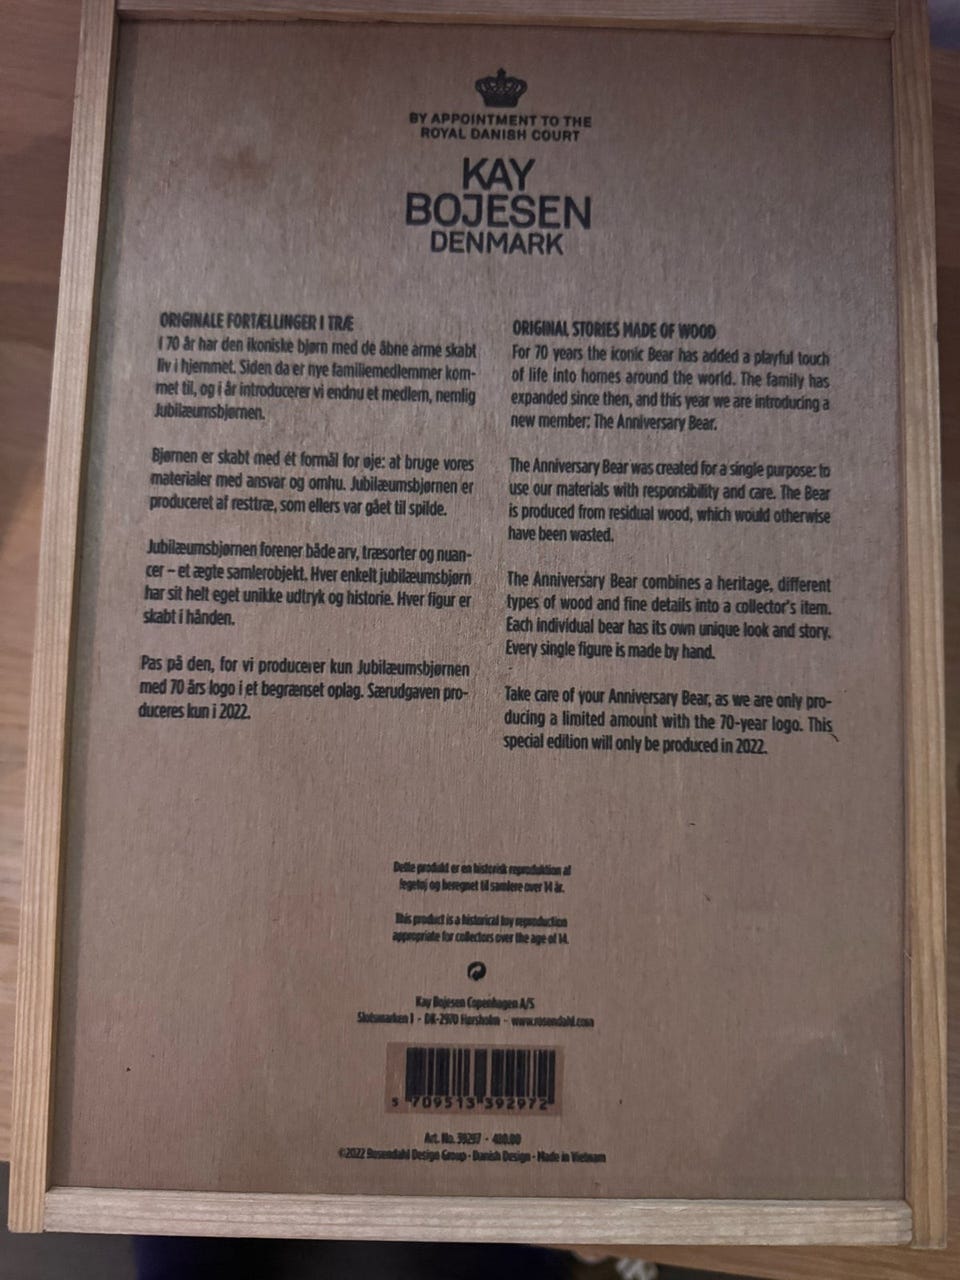 BY APPOINTMENT TO THE
ROYAL DANISH COURT
KAY
BOJESEN
DENMARK
ORIGINALE FORTÆLLINGER I TRÆ
I 70 år har den ikoniske bjørn med de åbne arme skabt
liv i hjemmet. Siden da er nye familiemedlemmer kom-
met til, og i år introducerer vi endnu et medlem, nemlig
Jubilæumsbjørnen.
Bjørnen er skabt med ét formål for øje: at bruge vores
materialer med ansvar og omhu. Jubilæumsbjørnen er
produceret af resttræ, som ellers var gået til spilde.
Jubilæumsbjørnen forener både arv, træsorter og nuan-
cer – et ægte samlerobjekt. Hver enkelt jubilæumsbjørn
har sit helt eget unikke udtryk og historie. Hver figur er
skabt i hånden.
Pas på den, for vi producerer kun Jubilæumsbjørnen
med 70 års logo i et begrænset oplag. Særudgaven pro-
duceres kun i 2022.
ORIGINAL STORIES MADE OF WOOD
For 70 years the iconic Bear has added a playful touch
of life into homes around the world. The family has
expanded since then, and this year we are introducing a
new member: The Anniversary Bear.
The Anniversary Bear was created for a single purpose: to
use our materials with responsibility and care. The Bear
is produced from residual wood, which would otherwise
have been wasted.
The Anniversary Bear combines a heritage, different
types of wood and fine details into a collector's item.
Each individual bear has its own unique look and story.
Every single figure is made by hand.
Take care of your Anniversary Bear, as we are only pro-
ducing a limited amount with the 70-year logo. This
special edition will only be produced in 2022.
Dette produkt er en historisk reproduktion af
legetøj og beregnet til samlere over 14 år.
This product is a historical toy reproduction
appropriate for collectors over the age of 14.
Kay Bojesen Copenhagen A/S
Slotsmarken 1 - DK-2970 Hørsholm - www.rosendahl.com
5 709513 392972
Art. No. 39297 - 480.00
©2022 Rosendahl Design Group - Danish Design - Made in Vietnam